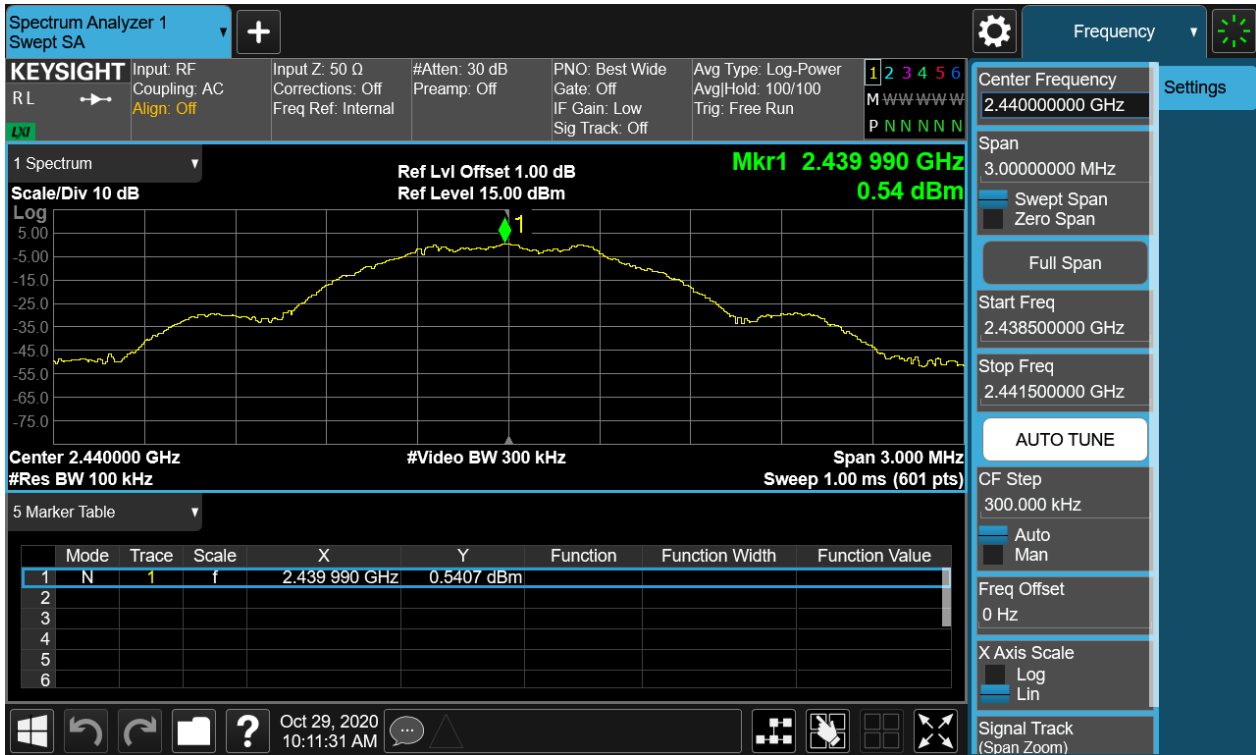 Spectrum Analyzer 1
Swept SA
+
Frequency
KEYSIGHT
R L
LXI
Input: RF
Coupling: AC
Align: Off
Input Z: 50 Ω
Corrections: Off
Freq Ref: Internal
#Atten: 30 dB
Preamp: Off
PNO: Best Wide
Gate: Off
IF Gain: Low
Sig Track: Off
Avg Type: Log-Power
Avg|Hold: 100/100
Trig: Free Run
1 2 3 4 5 6
M W W W W W
P N N N N N
1 Spectrum
Scale/Div 10 dB
Ref Lvl Offset 1.00 dB
Ref Level 15.00 dBm
Mkr1 2.439 990 GHz
0.54 dBm
Log
1
5.00
-5.00
-15.0
-25.0
-35.0
-45.0
-55.0
-65.0
-75.0
Center 2.44000 GHz
#Video BW 300 kHz
Span 3.000 MHz
#Res BW 100 kHz
Sweep 1.00 ms (601 pts)
5 Marker Table
Mode Trace Scale X Y Function Function Width Function Value
1 N 1 f 2.439 990 GHz 0.5407 dBm
2
3
4
5
6
?
Oct 29, 2020
10:11:31 AM
Center Frequency
2.440000000 GHz
Settings
Span
3.00000000 MHz
Swept Span
Zero Span
Full Span
Start Freq
2.438500000 GHz
Stop Freq
2.441500000 GHz
AUTO TUNE
CF Step
300.000 kHz
Auto
Man
Freq Offset
0 Hz
X Axis Scale
Log
Lin
Signal Track
(Span Zoom)